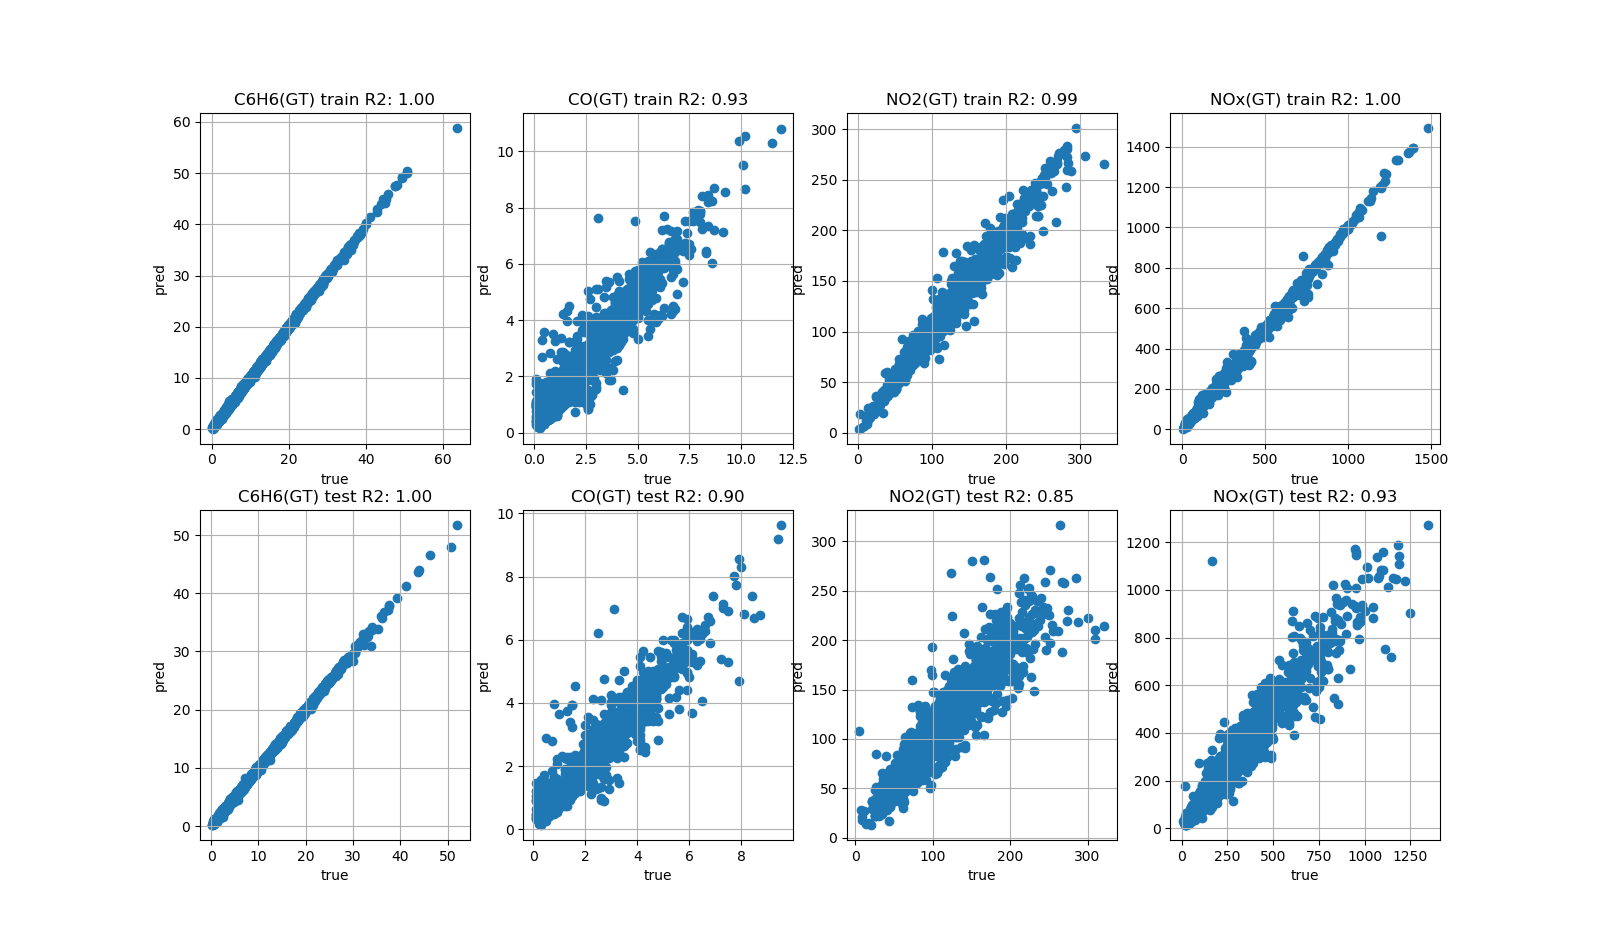 C6H6(GT) train R2: 1.00
CO(GT) train R2: 0.93
NO2(GT) train R2: 0.99
NOx(GT) train R2: 1.00
pred
60
50
40
30
20
10
0
0 20 40 60
true
pred
10
8
6
4
2
0
0.0 2.5 5.0 7.5 10.0 12.5
true
pred
300
250
200
150
100
50
0
0 100 200 300
true
pred
1400
1200
1000
800
600
400
200
0
0 500 1000 1500
true
C6H6(GT) test R2: 1.00
CO(GT) test R2: 0.90
NO2(GT) test R2: 0.85
NOx(GT) test R2: 0.93
pred
50
40
30
20
10
0
0 10 20 30 40 50
true
pred
10
8
6
4
2
0
0 2 4 6 8
true
pred
300
250
200
150
100
50
0
0 100 200 300
true
pred
1200
1000
800
600
400
200
0
0 250 500 750 1000 1250
true